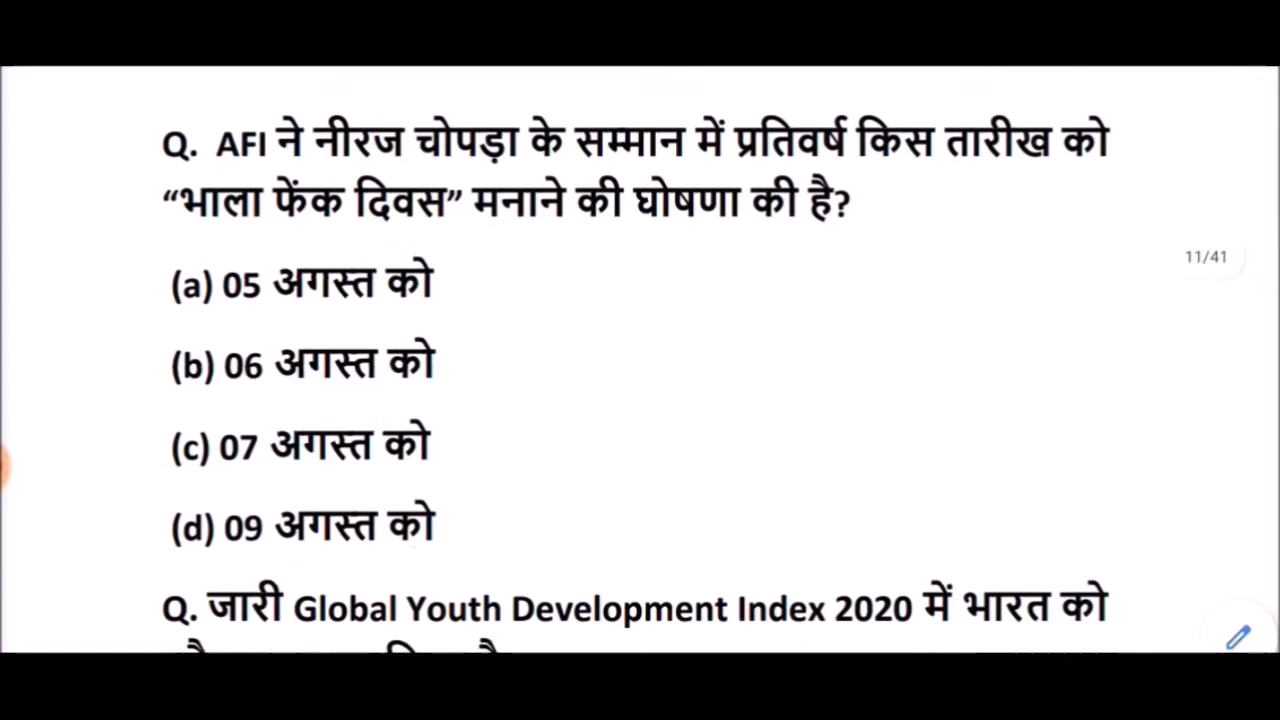 Q. AFI ने नीरज चोपड़ा के सम्मान में प्रतिवर्ष किस तारीख को
“भाला फेंक दिवस” मनाने की घोषणा की है?
(a) 05 अगस्त को
11/41
(b) 06 अगस्त को
(c) 07 अगस्त को
(d) 09 अगस्त को
Q. जारी Global Youth Development Index 2020 में भारत को